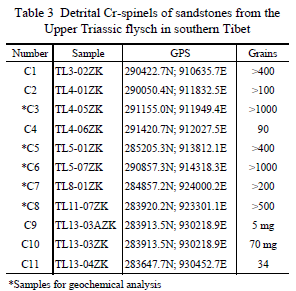 Table 3 Detrital Cr-spinels of sandstones from the
Upper Triassic flysch in southern Tibet
Number Sample GPS Grains
C1 TL3-02ZK 290422.7N; 910635.7E >400
C2 TL4-01ZK 290050.4N; 911832.5E >100
*C3 TL4-05ZK 291155.0N; 911949.4E >1000
C4 TL4-06ZK 291420.7N; 912027.5E 90
*C5 TL5-01ZK 285205.3N; 913812.1E >400
*C6 TL5-07ZK 290857.3N; 914318.3E >1000
*C7 TL8-01ZK 284857.2N; 924000.2E >200
*C8 TL11-07ZK 283920.2N; 923301.1E >500
C9 TL13-03AZK 283913.5N; 930218.9E 5 mg
C10 TL13-03ZK 283913.5N; 930218.9E 70 mg
C11 TL13-04ZK 283647.7N; 930452.7E 34
*Samples for geochemical analysis